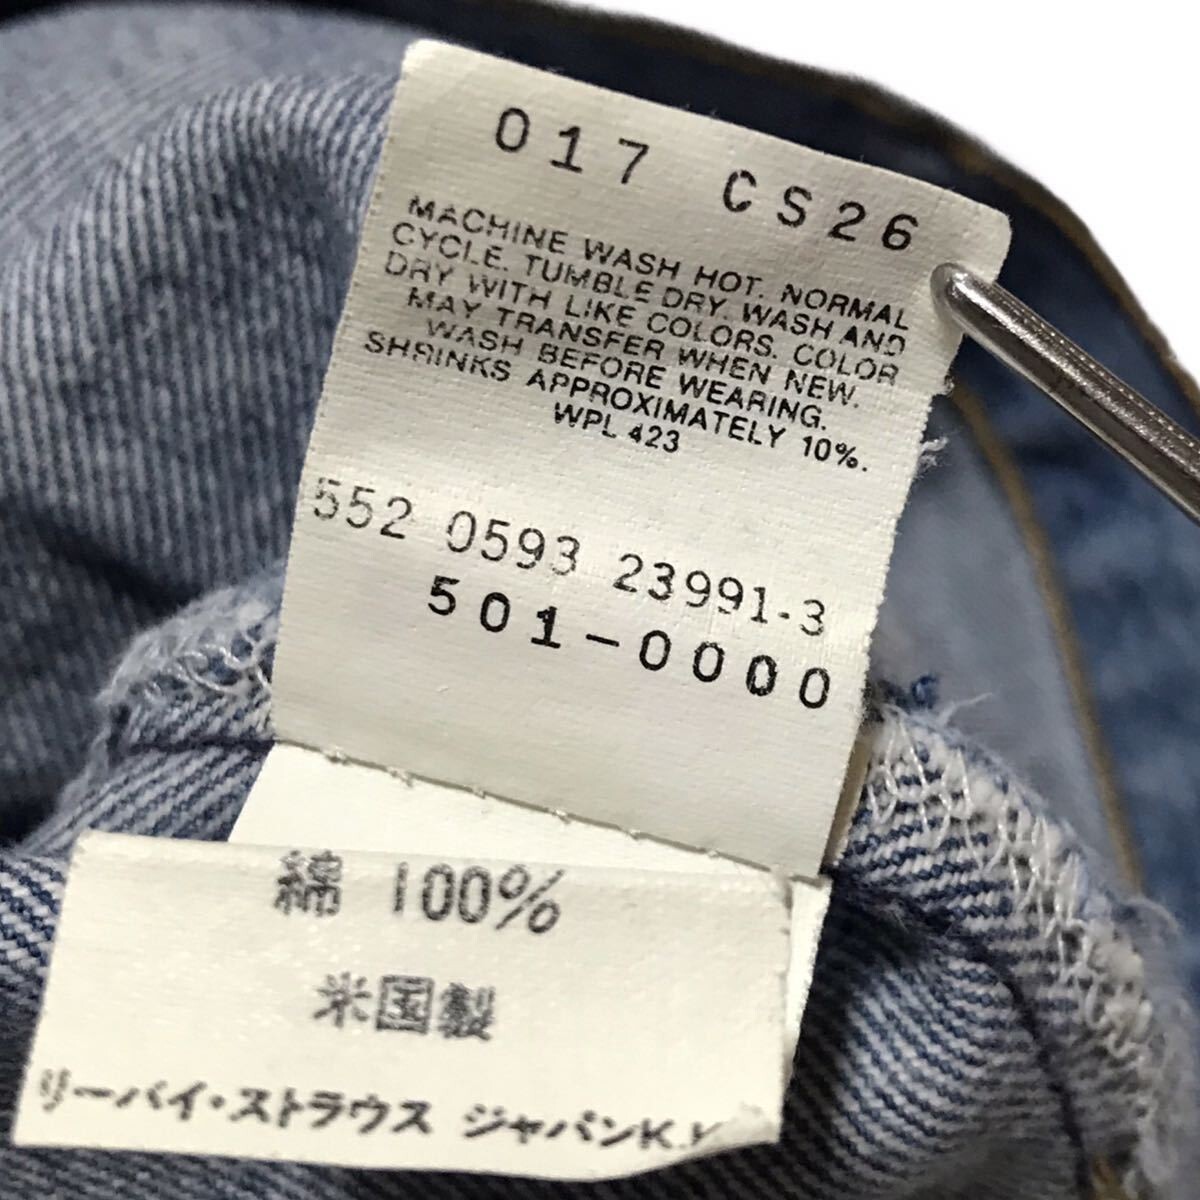 017 CS26
MACHINE WASH HOT. NORMAL
CYCLE. TUMBLE DRY. WASH AND
DRY WITH LIKE COLORS. COLOR
MAY TRANSFER WHEN NEW.
WASH BEFORE WEARING.
SHRINKS APPROXIMATELY 10%.
WPL 423
552 0593 23991-3
501-0000
綿 100%
米国製
リーバイ・ストラウス ジャパンK.K